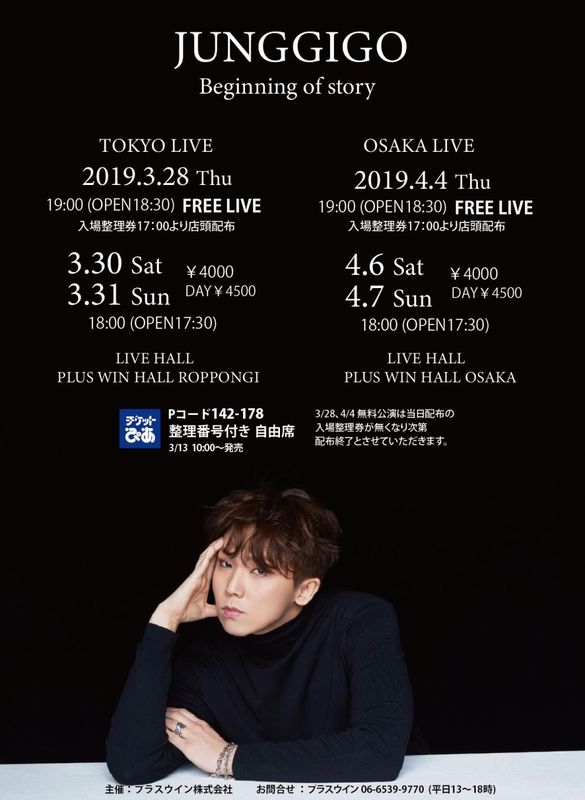 JUNGGIGO
Beginning of story
TOKYO LIVE
2019.3.28 Thu
19:00 (OPEN18:30) FREE LIVE
入場整理券17:00より店頭配布
3.30 Sat ￥4000
3.31 Sun DAY￥4500
18:00 (OPEN17:30)
LIVE HALL
PLUS WIN HALL ROPPONGI
OSAKA LIVE
2019.4.4 Thu
19:00 (OPEN18:30) FREE LIVE
入場整理券17:00より店頭配布
4.6 Sat ￥4000
4.7 Sun DAY￥4500
18:00 (OPEN17:30)
LIVE HALL
PLUS WIN HALL OSAKA
チケット
ぴあ
Pコード142-178
整理番号付き 自由席
3/13 10:00～発売
3/28、4/4 無料公演は当日配布の
入場整理券が無くなり次第
配布終了とさせていただきます。
主催：プラスウイン株式会社 お問合せ：プラスウイン 06-6539-9770 (平日13～18時)